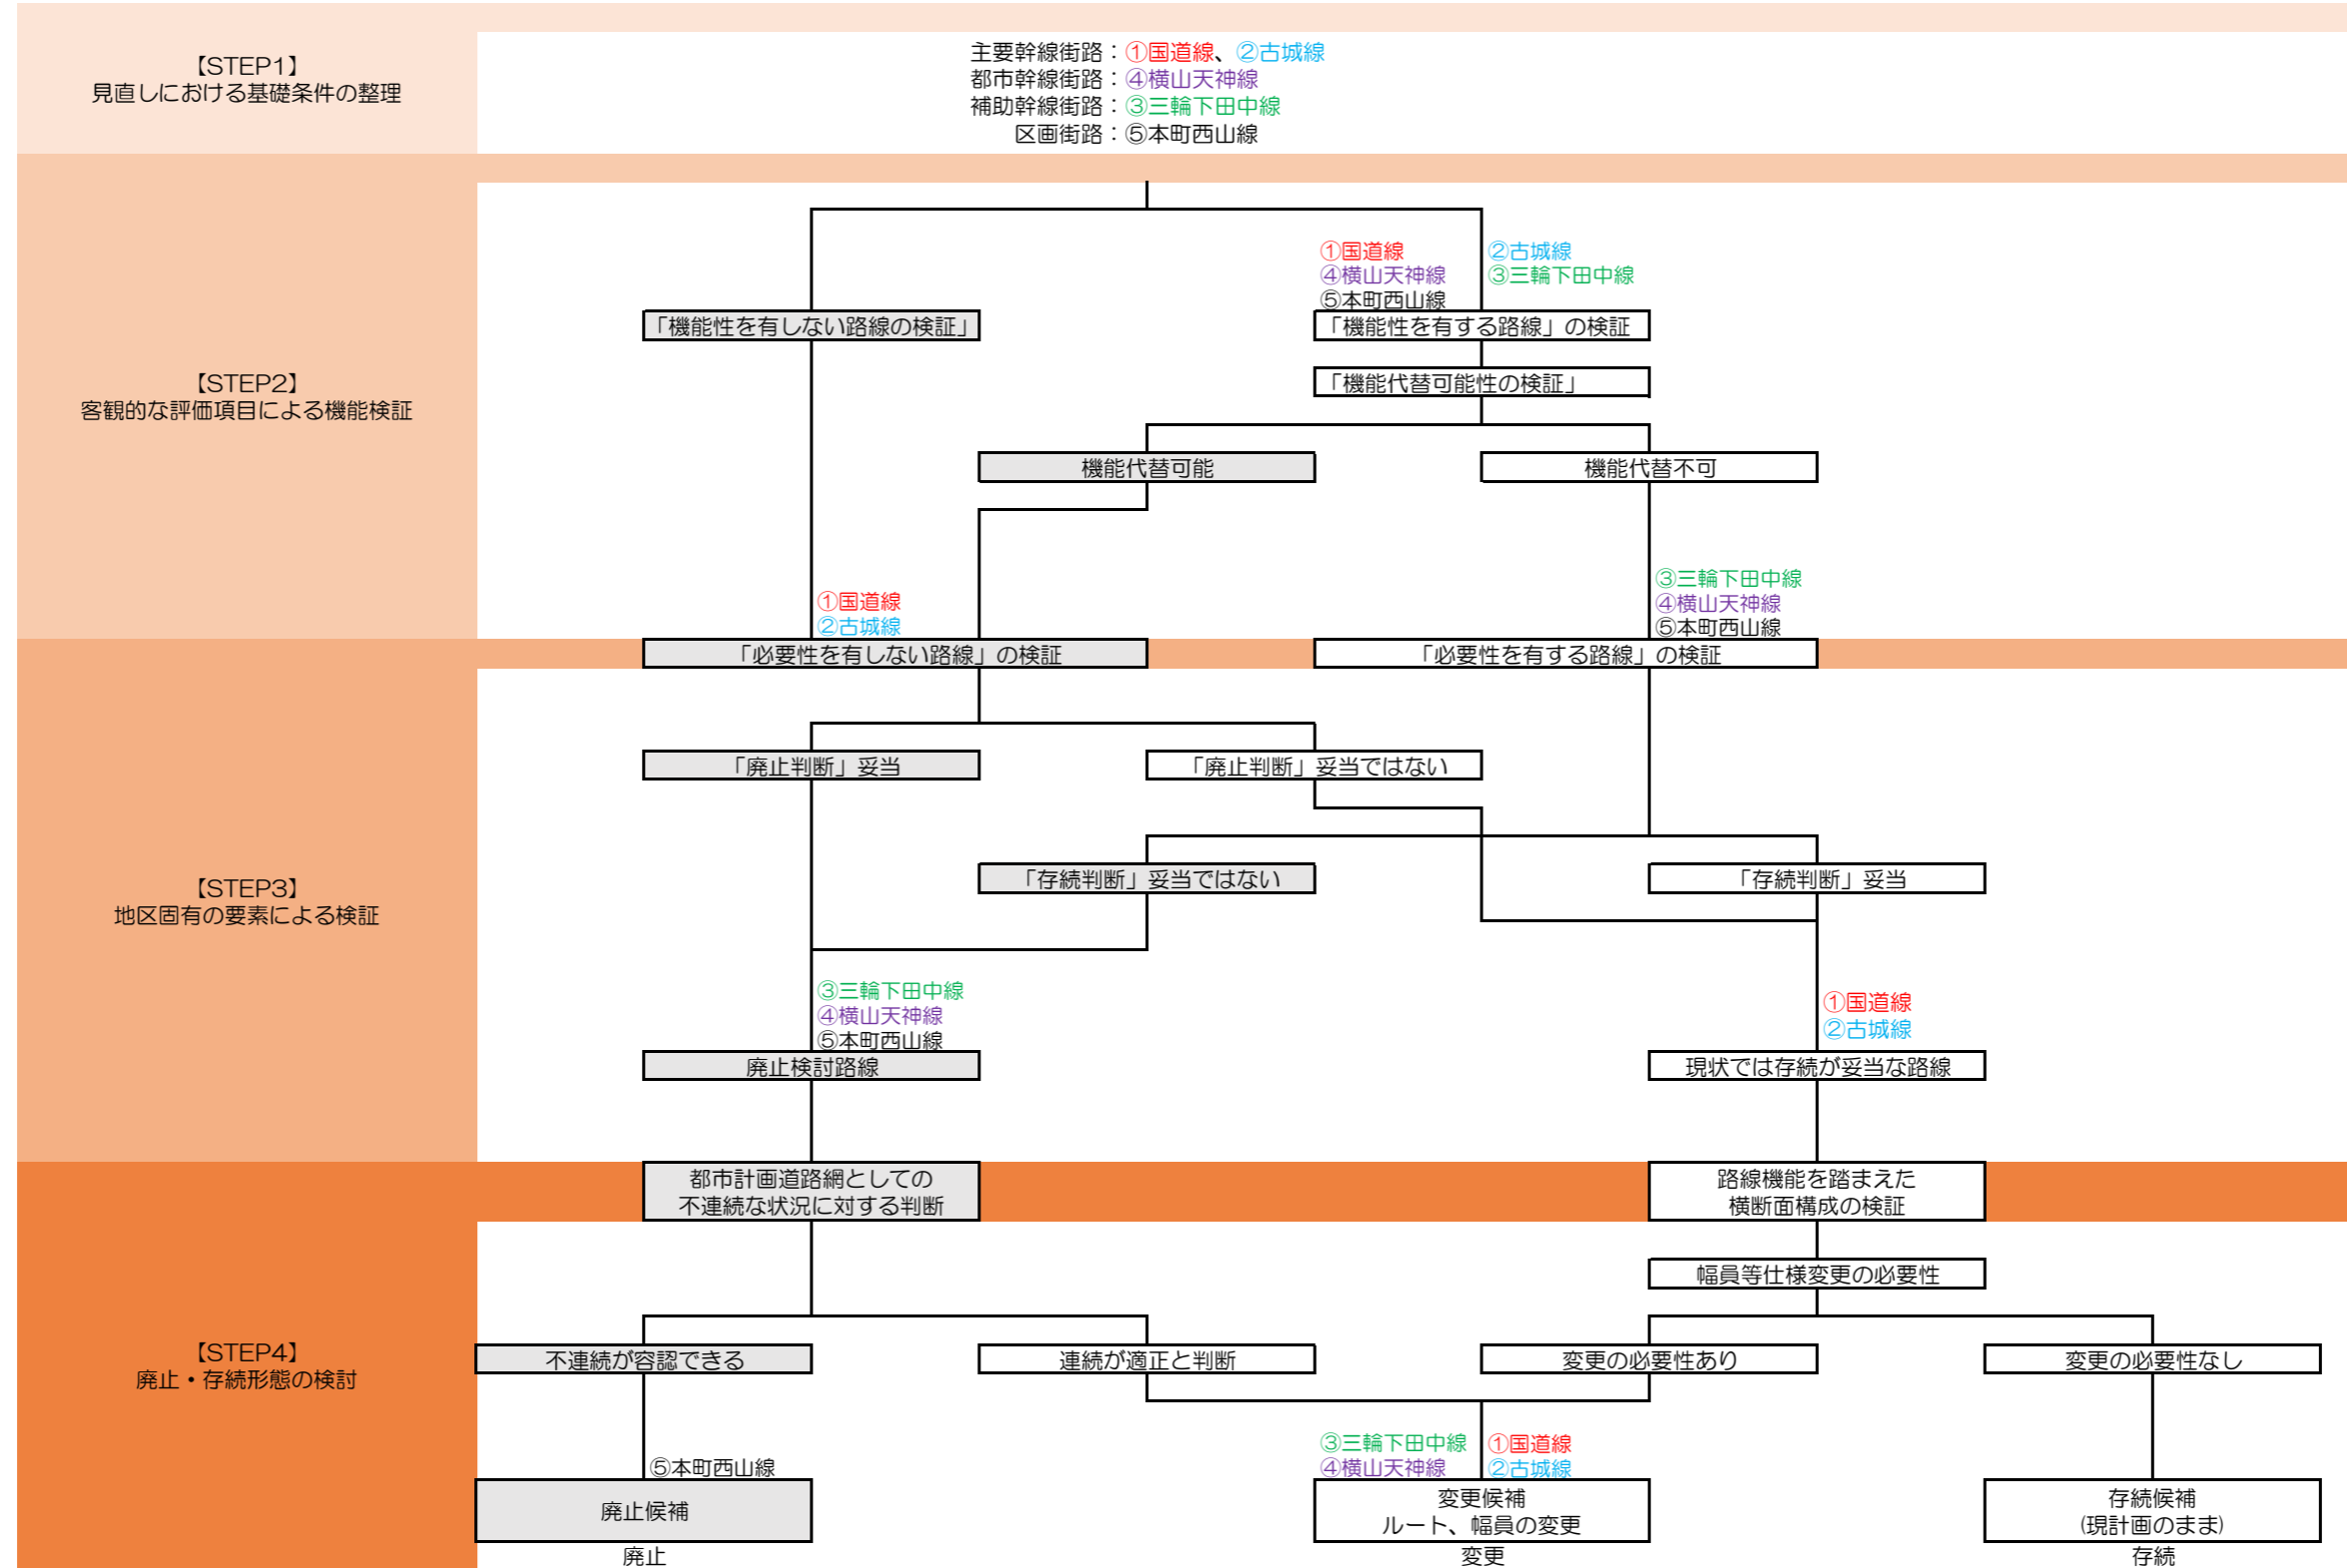 【STEP1】
見直しにおける基礎条件の整理
主要幹線街路：①国道線、②古城線
都市幹線街路：④横山天神線
補助幹線街路：③三輪下田中線
区画街路：⑤本町西山線
【STEP2】
客観的な評価項目による機能検証
①国道線
④横山天神線
⑤本町西山線
②古城線
③三輪下田中線
「機能性を有しない路線の検証」
「機能性を有する路線」の検証
「機能代替可能性の検証」
機能代替可能
機能代替不可
①国道線
②古城線
③三輪下田中線
④横山天神線
⑤本町西山線
「必要性を有しない路線」の検証
「必要性を有する路線」の検証
【STEP3】
地区固有の要素による検証
「廃止判断」妥当
「廃止判断」妥当ではない
「存続判断」妥当ではない
「存続判断」妥当
③三輪下田中線
④横山天神線
⑤本町西山線
①国道線
②古城線
廃止検討路線
現状では存続が妥当な路線
都市計画道路網としての
不連続な状況に対する判断
路線機能を踏まえた
横断面構成の検証
【STEP4】
廃止・存続形態の検討
幅員等仕様変更の必要性
不連続が容認できる
連続が適正と判断
変更の必要性あり
変更の必要性なし
⑤本町西山線
③三輪下田中線
④横山天神線
①国道線
②古城線
廃止候補
変更候補
ルート、幅員の変更
存続候補
(現計画のまま)
廃止
変更
存続